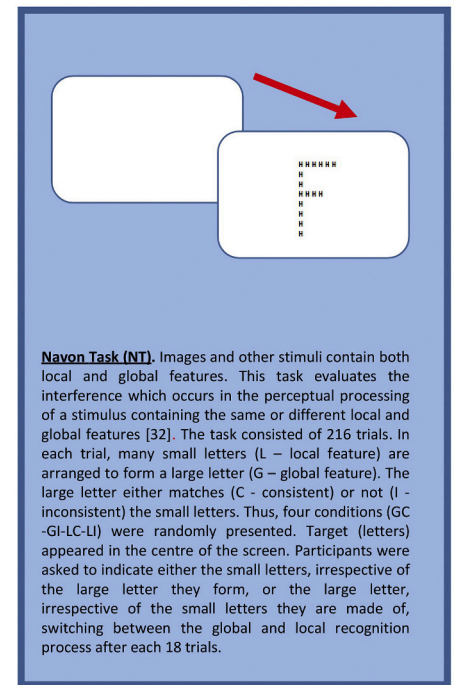 H H H H H H
H
H
H H H H
H
H
H
H
Navon Task (NT). Images and other stimuli contain both
local and global features. This task evaluates the
interference which occurs in the perceptual processing
of a stimulus containing the same or different local and
global features [32]. The task consisted of 216 trials. In
each trial, many small letters (L – local feature) are
arranged to form a large letter (G – global feature). The
large letter either matches (C - consistent) or not (I -
inconsistent) the small letters. Thus, four conditions (GC
-GI-LC-LI) were randomly presented. Target (letters)
appeared in the centre of the screen. Participants were
asked to indicate either the small letters, irrespective of
the large letter they form, or the large letter,
irrespective of the small letters they are made of,
switching between the global and local recognition
process after each 18 trials.